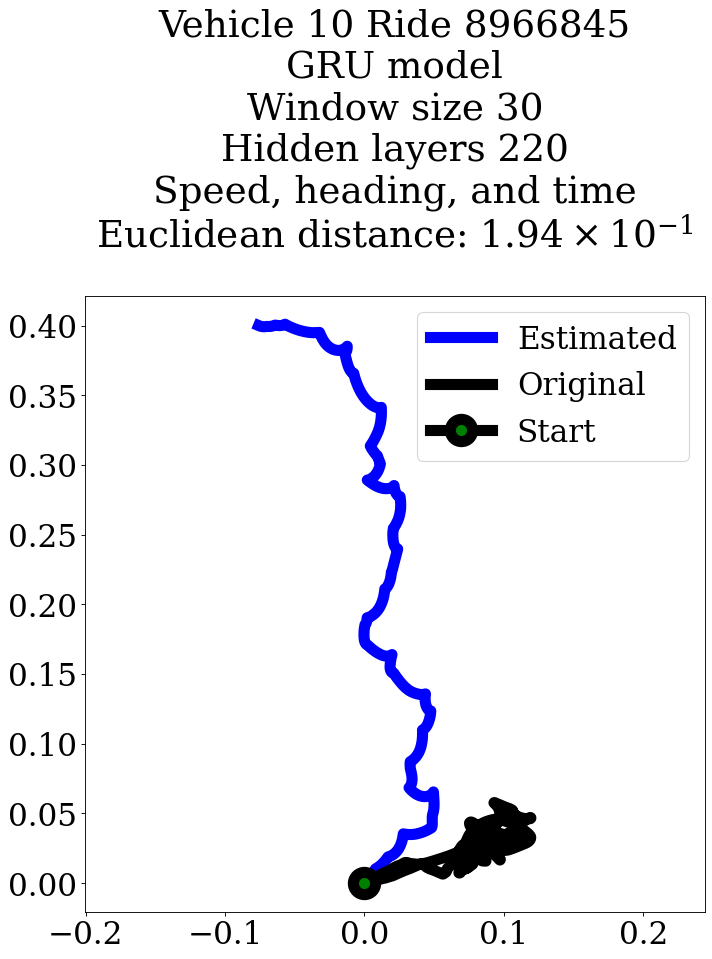 Vehicle 10 Ride 8966845
GRU model
Window size 30
Hidden layers 220
Speed, heading, and time
Euclidean distance: 1.94 × 10⁻¹
Estimated
Original
Start
0.40
0.35
0.30
0.25
0.20
0.15
0.10
0.05
0.00
−0.2 −0.1 0.0 0.1 0.2